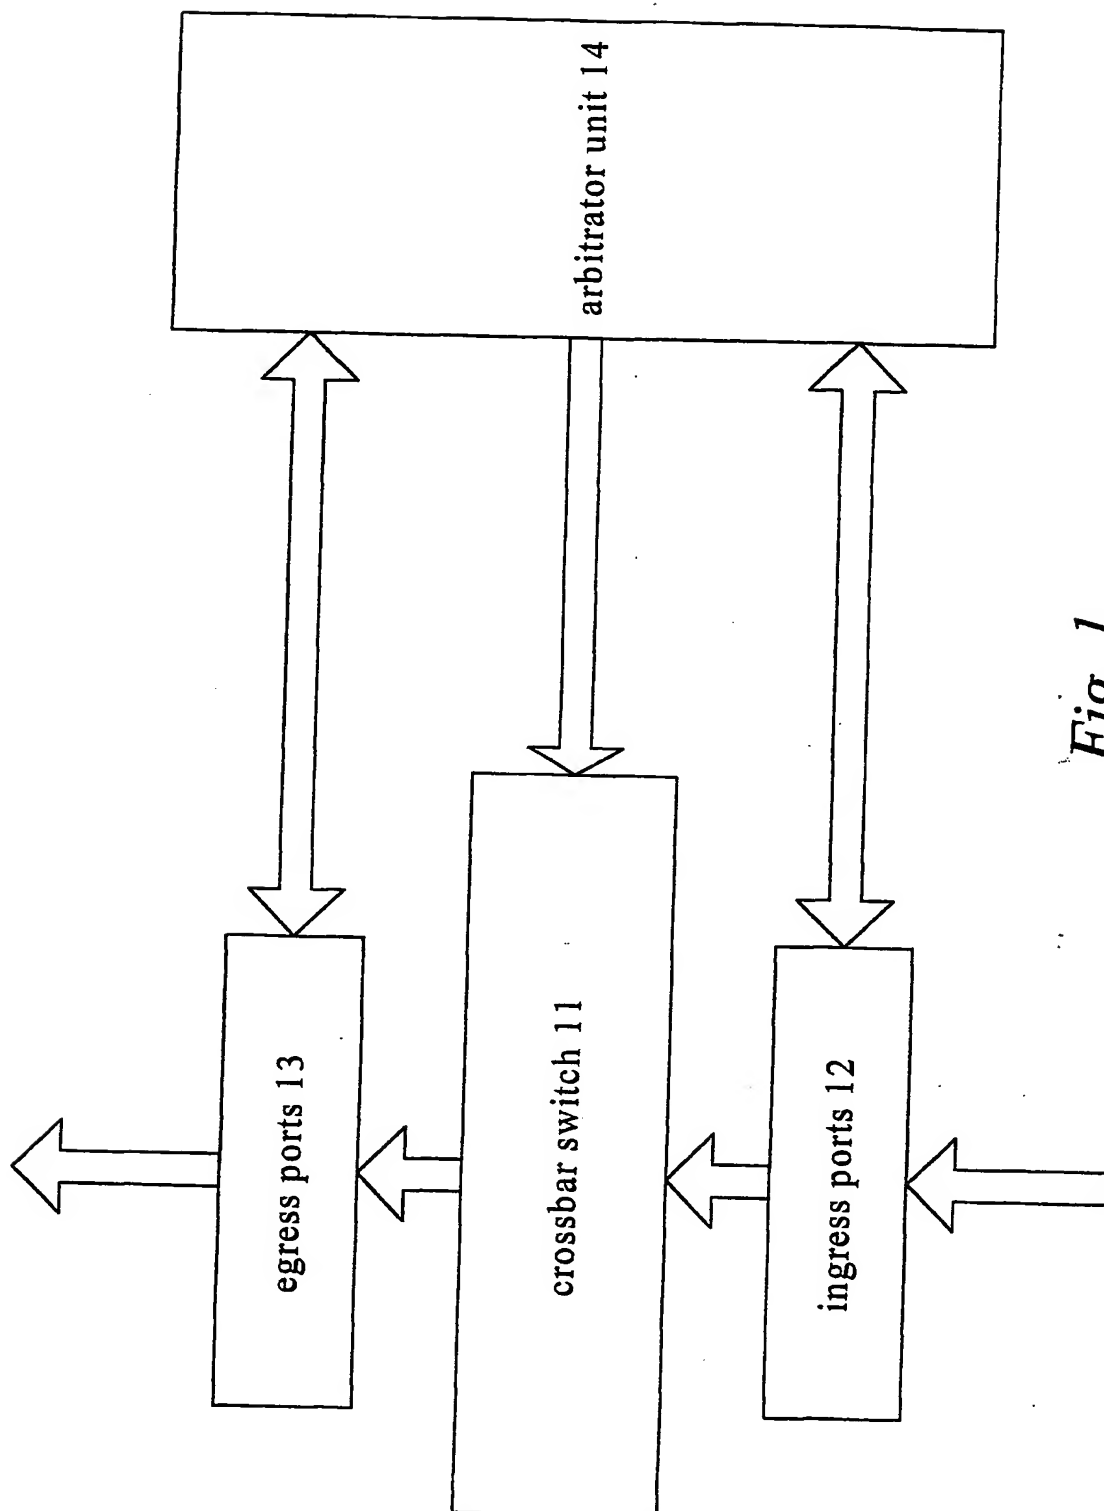 arbitrator unit 14
egress ports 13
crossbar switch 11
ingress ports 12
Fig. 1